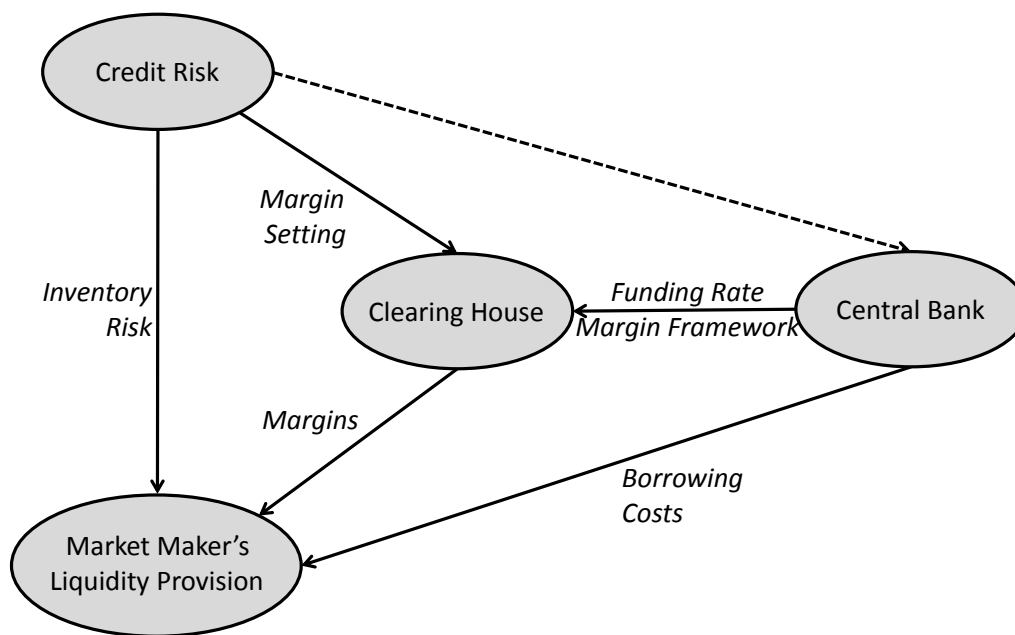 Credit Risk
Margin
Setting
Inventory
Risk
Clearing House
Funding Rate
Margin Framework
Central Bank
Margins
Borrowing
Costs
Market Maker’s
Liquidity Provision